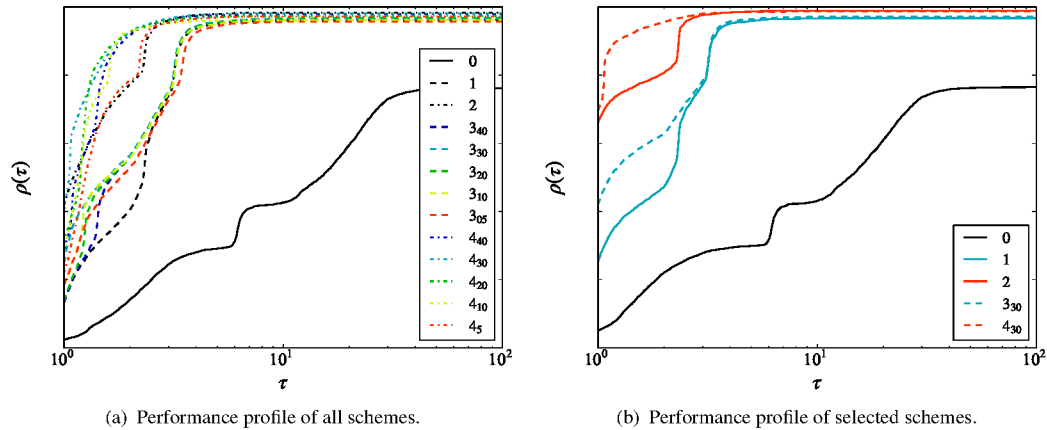 ρ(τ)
0
1
2
3₄₀
3₃₀
3₂₀
3₁₀
3₀₅
4₄₀
4₃₀
4₂₀
4₁₀
4₅
10⁰ 10¹ 10²
τ
(a) Performance profile of all schemes.
ρ(τ)
0
1
2
3₃₀
4₃₀
10⁰ 10¹ 10²
τ
(b) Performance profile of selected schemes.